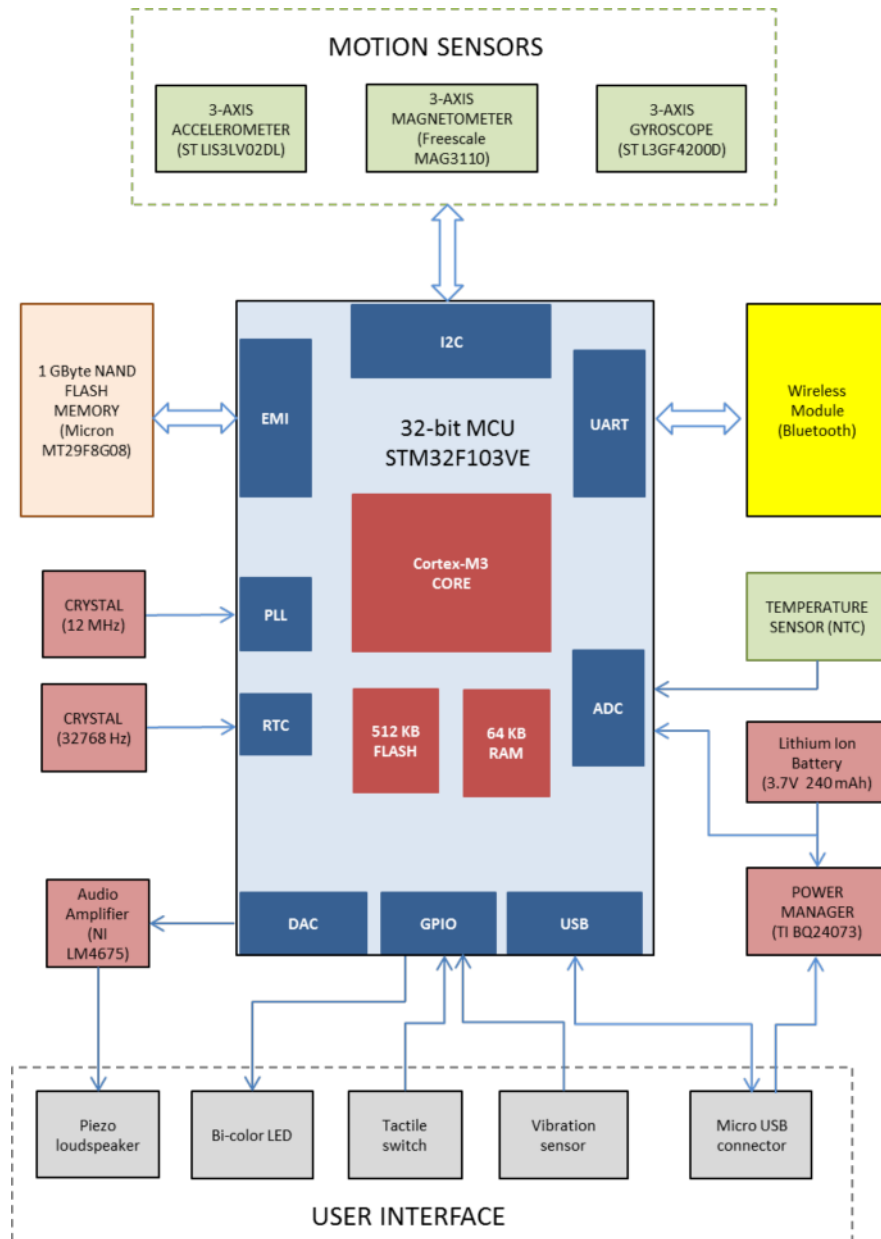 MOTION SENSORS
3-AXIS
ACCELEROMETER
(ST LIS3LV02DL)
3-AXIS
MAGNETOMETER
(Freescale
MAG3110)
3-AXIS
GYROSCOPE
(ST L3GF4200D)
1 GByte NAND
FLASH
MEMORY
(Micron
MT29F8G08)
EMI
I2C
UART
32-bit MCU
STM32F103VE
Wireless
Module
(Bluetooth)
Cortex-M3
CORE
CRYSTAL
(12 MHz)
PLL
TEMPERATURE
SENSOR (NTC)
CRYSTAL
(32768 Hz)
RTC
512 KB
FLASH
64 KB
RAM
ADC
Lithium Ion
Battery
(3.7V 240 mAh)
Audio
Amplifier
(NI
LM4675)
DAC
GPIO
USB
POWER
MANAGER
(TI BQ24073)
Piezo
loudspeaker
Bi-color LED
Tactile
switch
Vibration
sensor
Micro USB
connector
USER INTERFACE